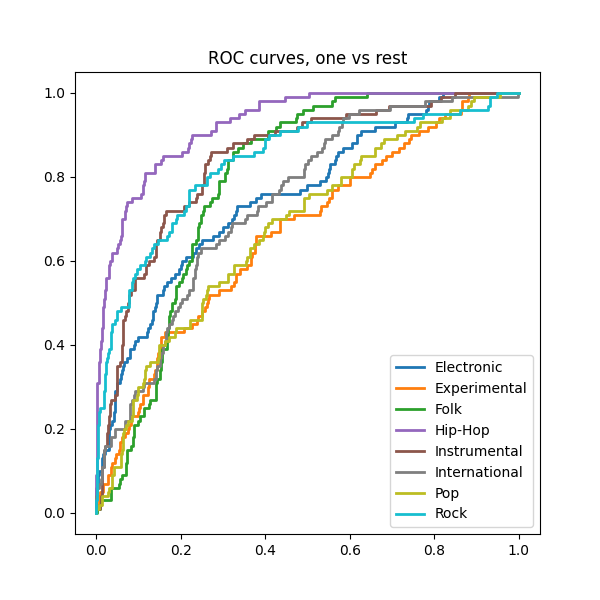 ROC curves, one vs rest
1.0
0.8
0.6
0.4
0.2
0.0
0.0 0.2 0.4 0.6 0.8 1.0
Electronic
Experimental
Folk
Hip-Hop
Instrumental
International
Pop
Rock